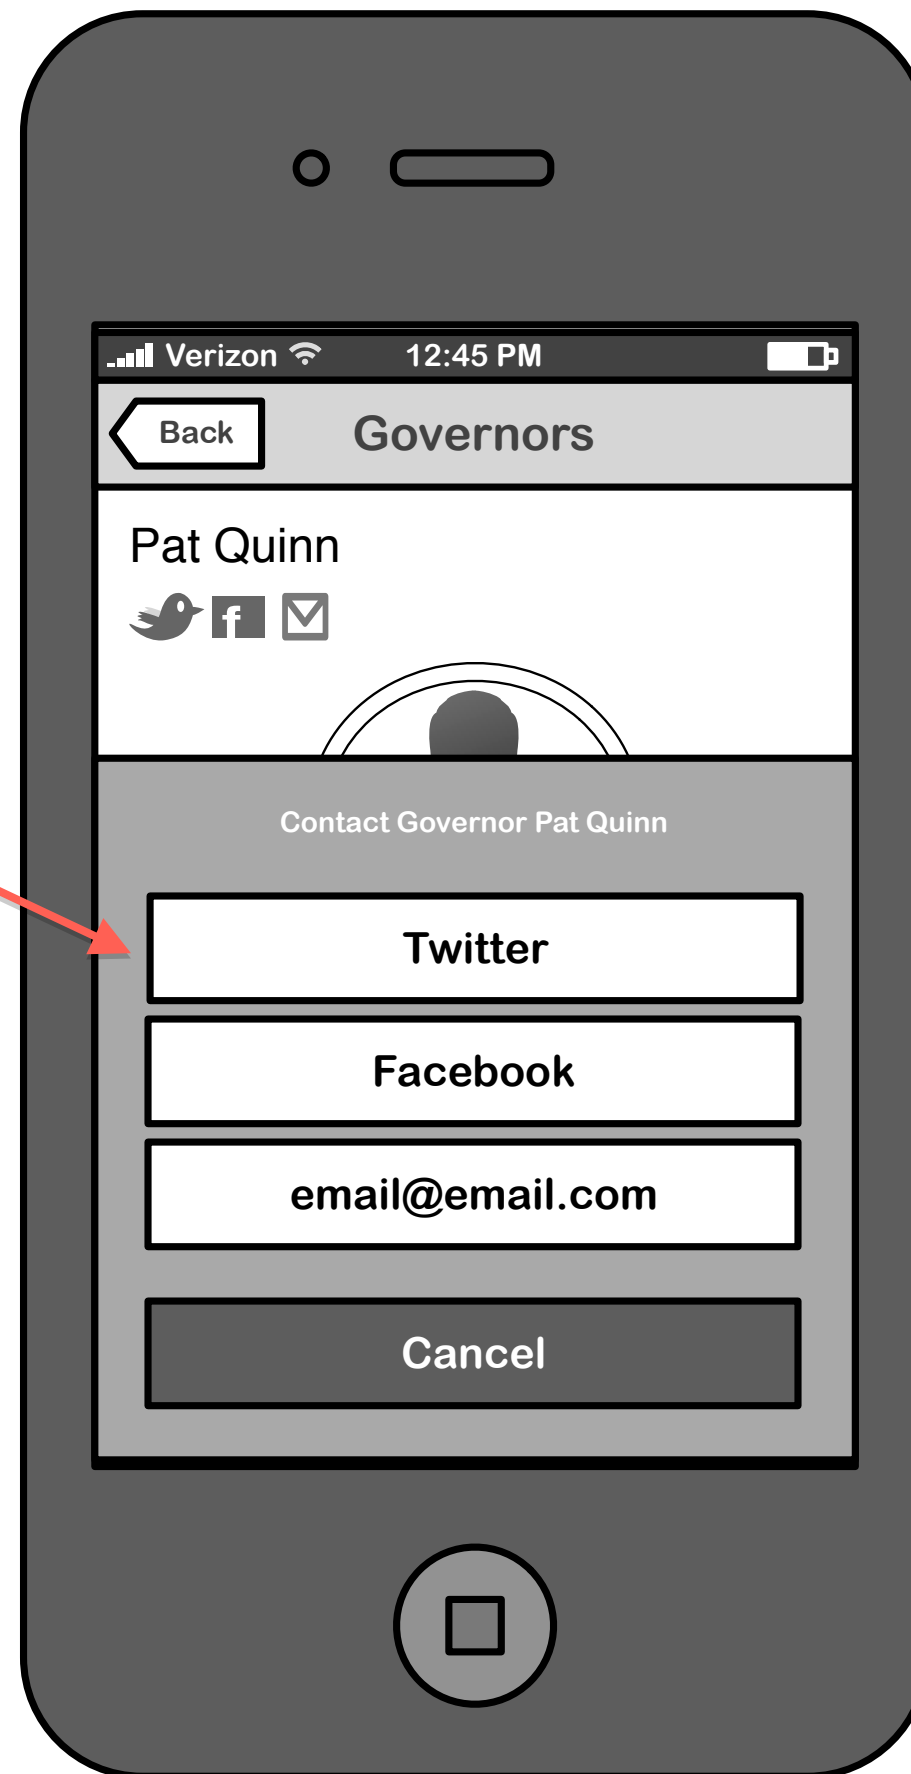 Verizon 12:45 PM
Back Governors
Pat Quinn
f
Contact Governor Pat Quinn
Twitter
Facebook
email@email.com
Cancel